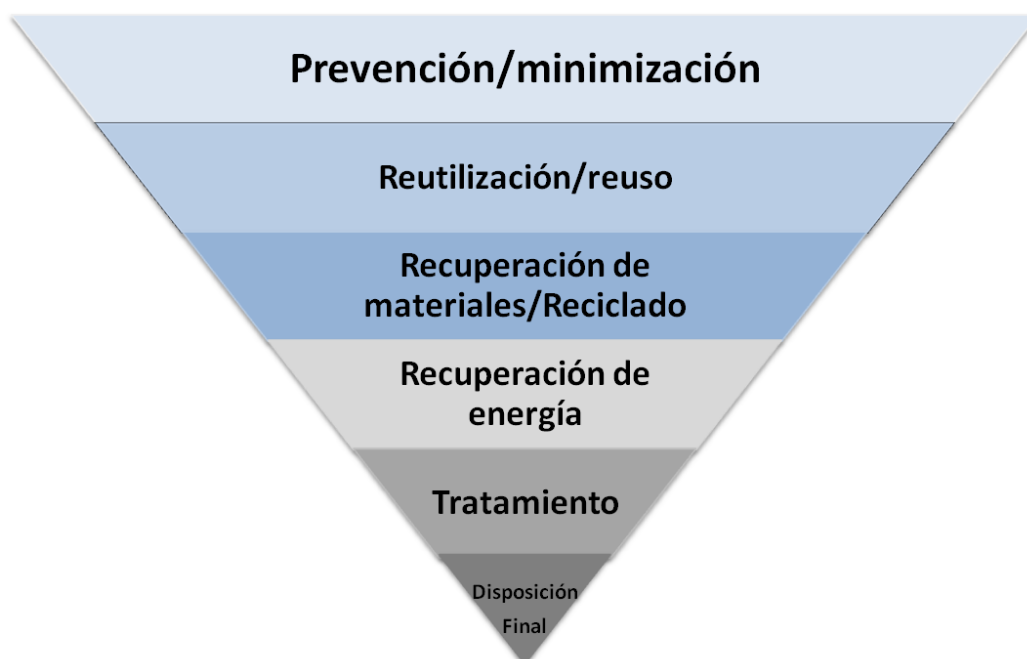 Prevención/minimización
Reutilización/reuso
Recuperación de
materiales/Reciclado
Recuperación de
energía
Tratamiento
Disposición
Final